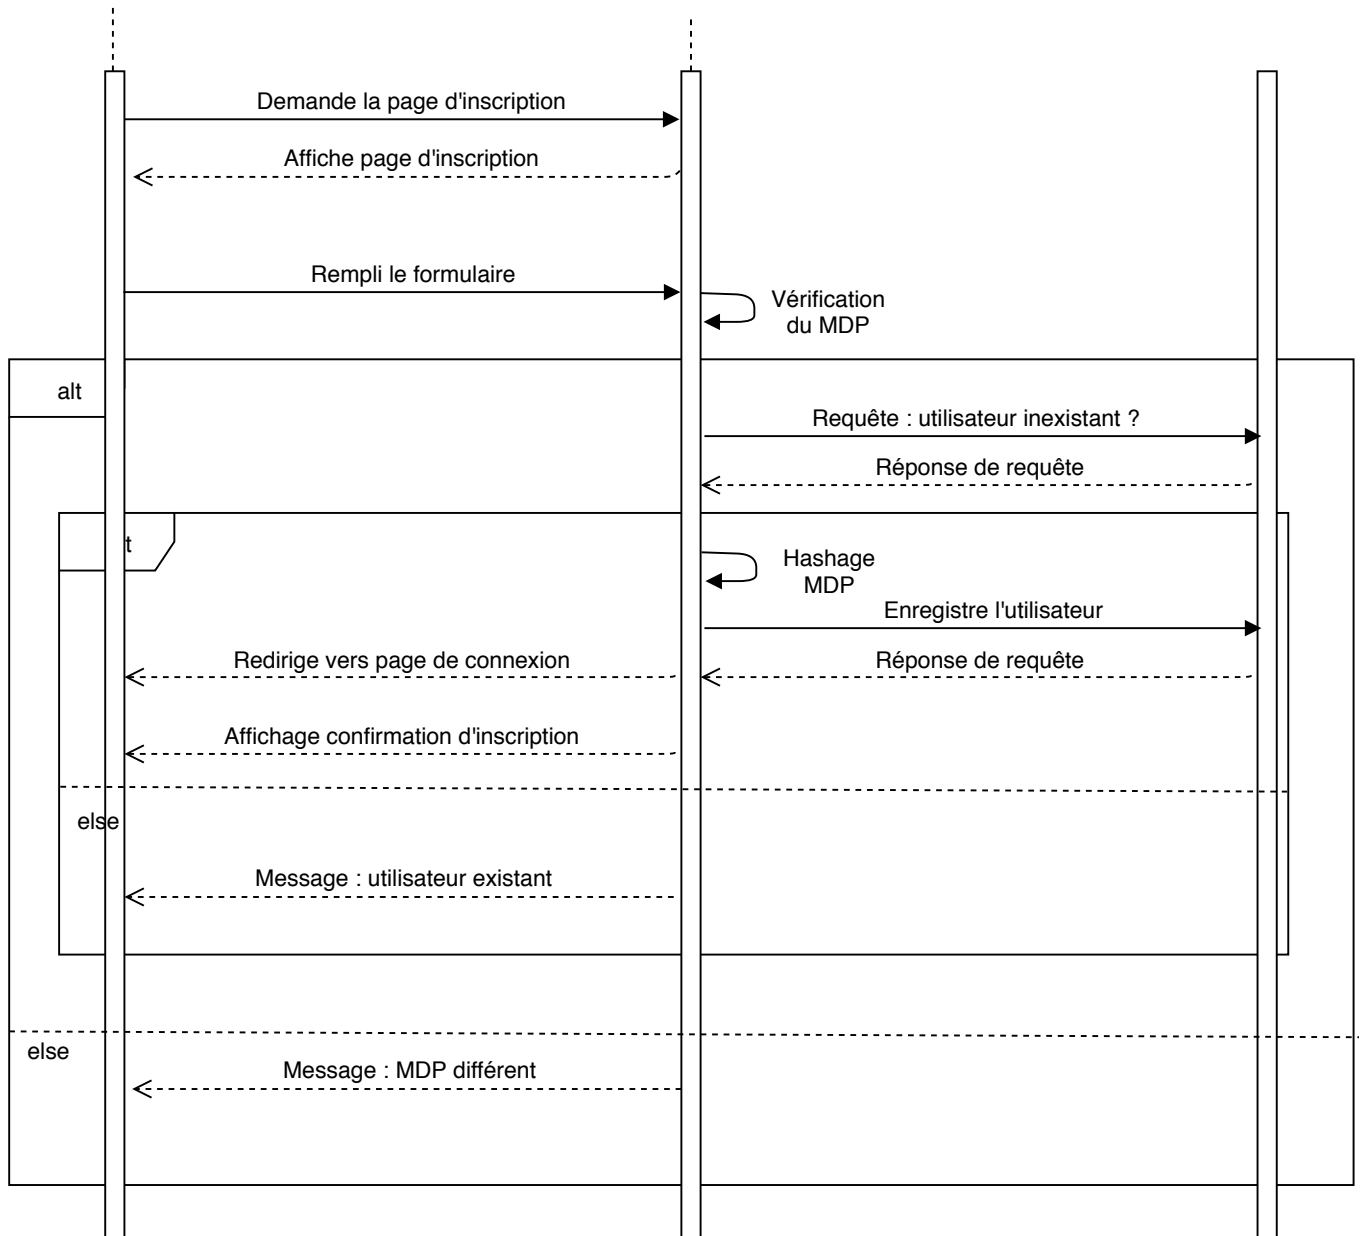 Demande la page d'inscription
Affiche page d'inscription
Rempli le formulaire
Vérification
du MDP
alt
Requête : utilisateur inexistant ?
Réponse de requête
t
Hashage
MDP
Enregistre l'utilisateur
Redirige vers page de connexion
Réponse de requête
Affichage confirmation d'inscription
else
Message : utilisateur existant
else
Message : MDP différent